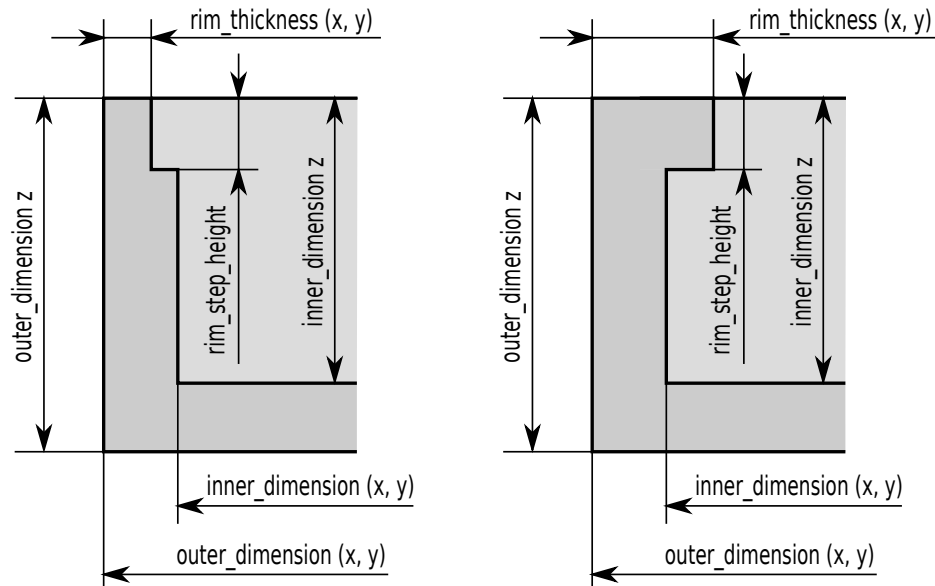 rim_thickness (x, y)
outer_dimension z
rim_step_height
inner_dimension z
inner_dimension (x, y)
outer_dimension (x, y)
rim_thickness (x, y)
outer_dimension z
rim_step_height
inner_dimension z
inner_dimension (x, y)
outer_dimension (x, y)